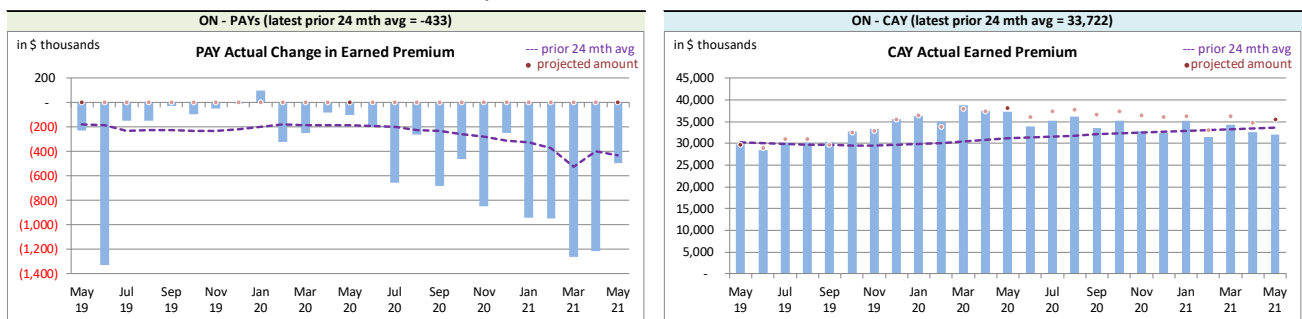 ON - PAYs (latest prior 24 mth avg = -433)
in $ thousands
PAY Actual Change in Earned Premium
--- prior 24 mth avg
● projected amount
200
-
(200)
(400)
(600)
(800)
(1,000)
(1,200)
(1,400)
May Jul Sep Nov Jan Mar May Jul Sep Nov Jan Mar May
19 19 19 19 20 20 20 20 20 20 21 21 21
ON - CAY (latest prior 24 mth avg = 33,722)
in $ thousands
CAY Actual Earned Premium
--- prior 24 mth avg
● projected amount
45,000
40,000
35,000
30,000
25,000
20,000
15,000
10,000
5,000
-
May Jul Sep Nov Jan Mar May Jul Sep Nov Jan Mar May
19 19 19 19 20 20 20 20 20 20 21 21 21